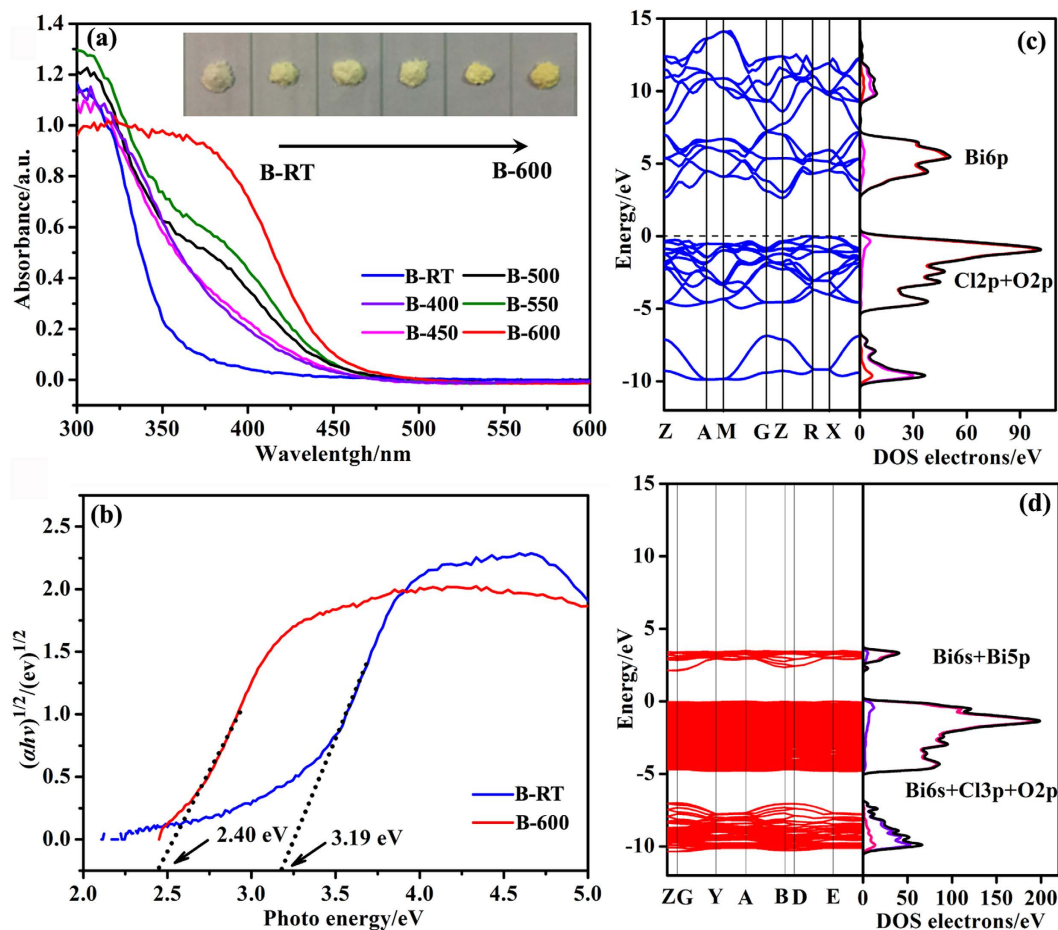 (a)
1.4
1.2
1.0
0.8
0.6
0.4
0.2
0.0
Absorbance/a.u.
B-RT
B-600
B-RT B-500
B-400 B-550
B-450 B-600
300 350 400 450 500 550 600
Wavelentgh/nm
(b)
2.5
2.0
1.5
1.0
0.5
0.0
(αhv)1/2/(ev)1/2
2.40 eV
3.19 eV
B-RT
B-600
2.0 2.5 3.0 3.5 4.0 4.5 5.0
Photo energy/eV
(c)
15
10
5
0
-5
-10
Energy/eV
Bi6p
Cl2p+O2p
Z A M G Z R X 0 30 60 90
DOS electrons/eV
(d)
15
10
5
0
-5
-10
Energy/eV
Bi6s+Bi5p
Bi6s+Cl3p+O2p
Z G Y A B D E 0 50 100 150 200
DOS electrons/eV